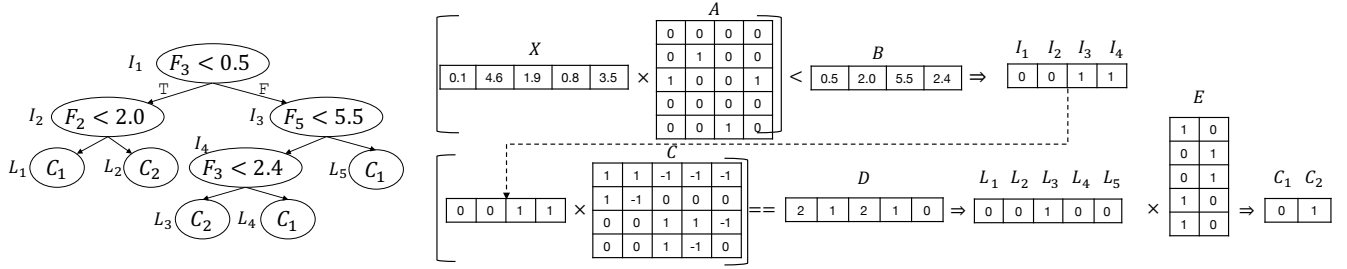 I₁ F₃ < 0.5
T F
I₂ F₂ < 2.0 I₃ F₅ < 5.5
L₁ C₁ L₂ C₂ I₄ F₃ < 2.4 L₅ C₁
L₃ C₂ L₄ C₁
X
0.1 4.6 1.9 0.8 3.5
×
A
0 0 0 0
0 1 0 0
1 0 0 1
0 0 0 0
0 0 1 0
<
B
0.5 2.0 5.5 2.4
⇒
I₁ I₂ I₃ I₄
0 0 1 1
0 0 1 1
×
C
1 1 -1 -1 -1
1 -1 0 0 0
0 0 1 1 -1
0 0 1 -1 0
==
D
2 1 2 1 0
⇒
L₁ L₂ L₃ L₄ L₅
0 0 1 0 0
×
E
1 0
0 1
0 1
1 0
1 0
⇒
C₁ C₂
0 1